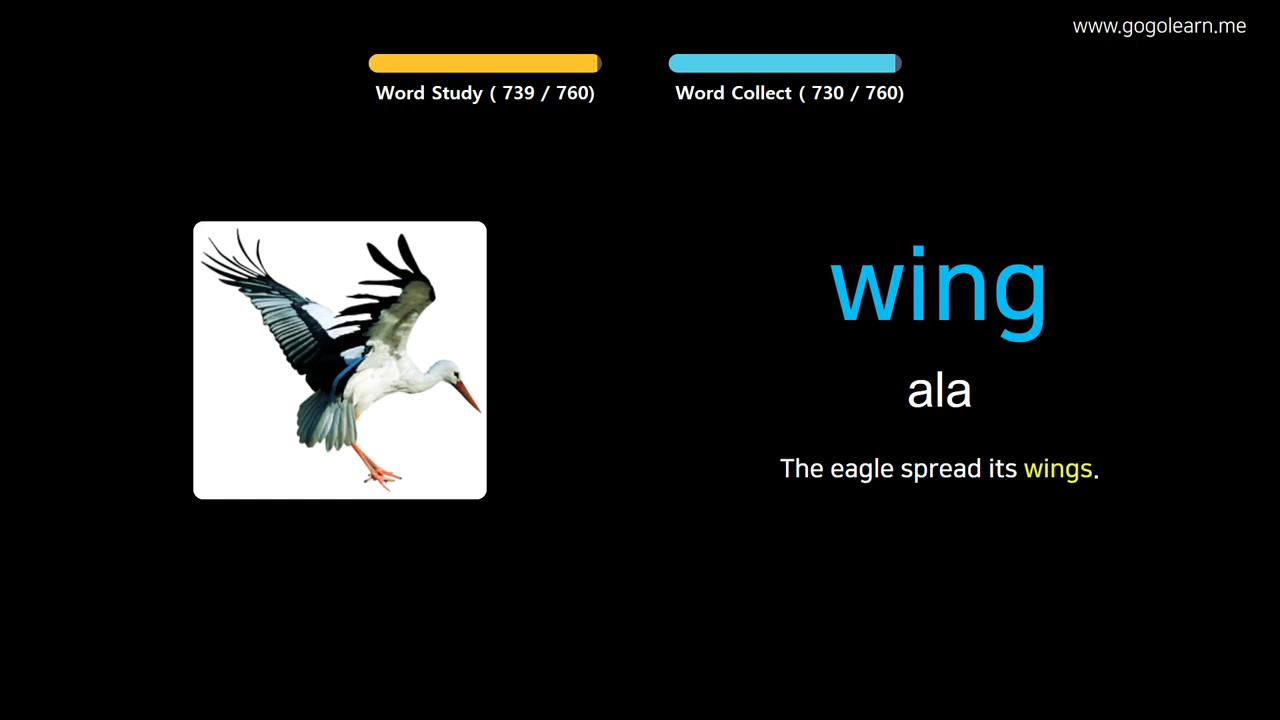 www.gogolearn.me
Word Study ( 739 / 760)
Word Collect ( 730 / 760)
wing
ala
The eagle spread its wings.